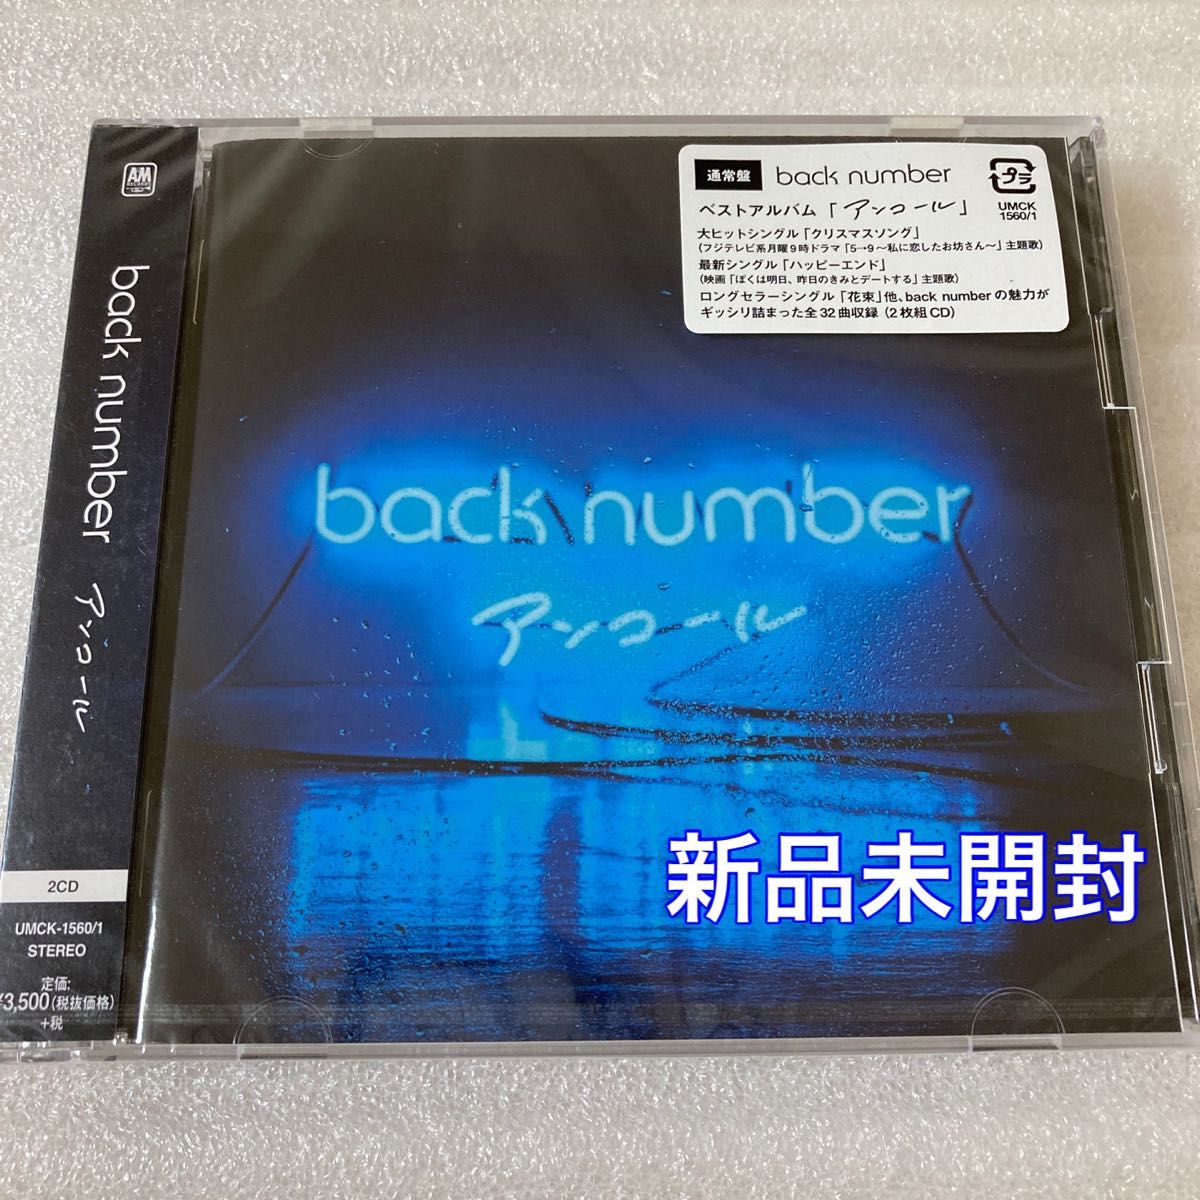 A&M
RECORDS
back number アンコール
2CD
UMCK-1560/1
STEREO
定価:
¥3,500(税抜価格)
+税
通常盤 back number
プラ
UMCK
1560/1
ベストアルバム「アンコール」
大ヒットシングル「クリスマスソング」
(フジテレビ系月曜9時ドラマ「5→9〜私に恋したお坊さん〜」主題歌)
最新シングル「ハッピーエンド」
(映画「ぼくは明日、昨日のきみとデートする」主題歌)
ロングセラーシングル「花束」他、back numberの魅力が
ギッシリ詰まった全32曲収録(2枚組CD)
back number
アンコール
新品未開封